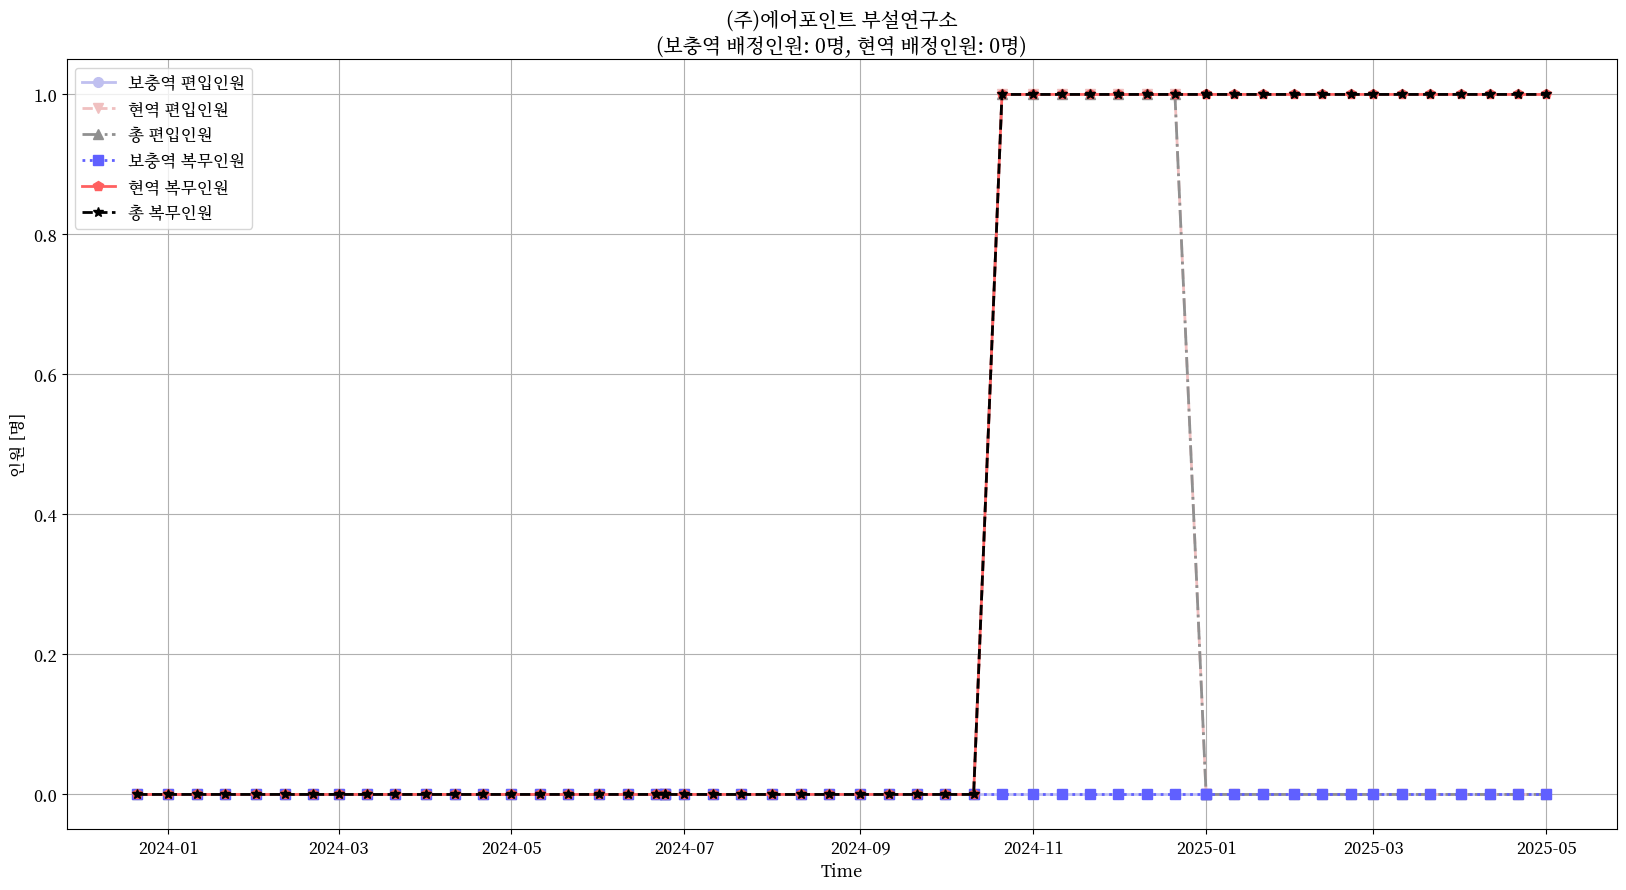 (주)에어포인트 부설연구소
(보충역 배정인원: 0명, 현역 배정인원: 0명)
보충역 편입인원
현역 편입인원
총 편입인원
보충역 복무인원
현역 복무인원
총 복무인원
1.0
0.8
0.6
0.4
0.2
0.0
인원 [명]
2024-01
2024-03
2024-05
2024-07
2024-09
2024-11
2025-01
2025-03
2025-05
Time